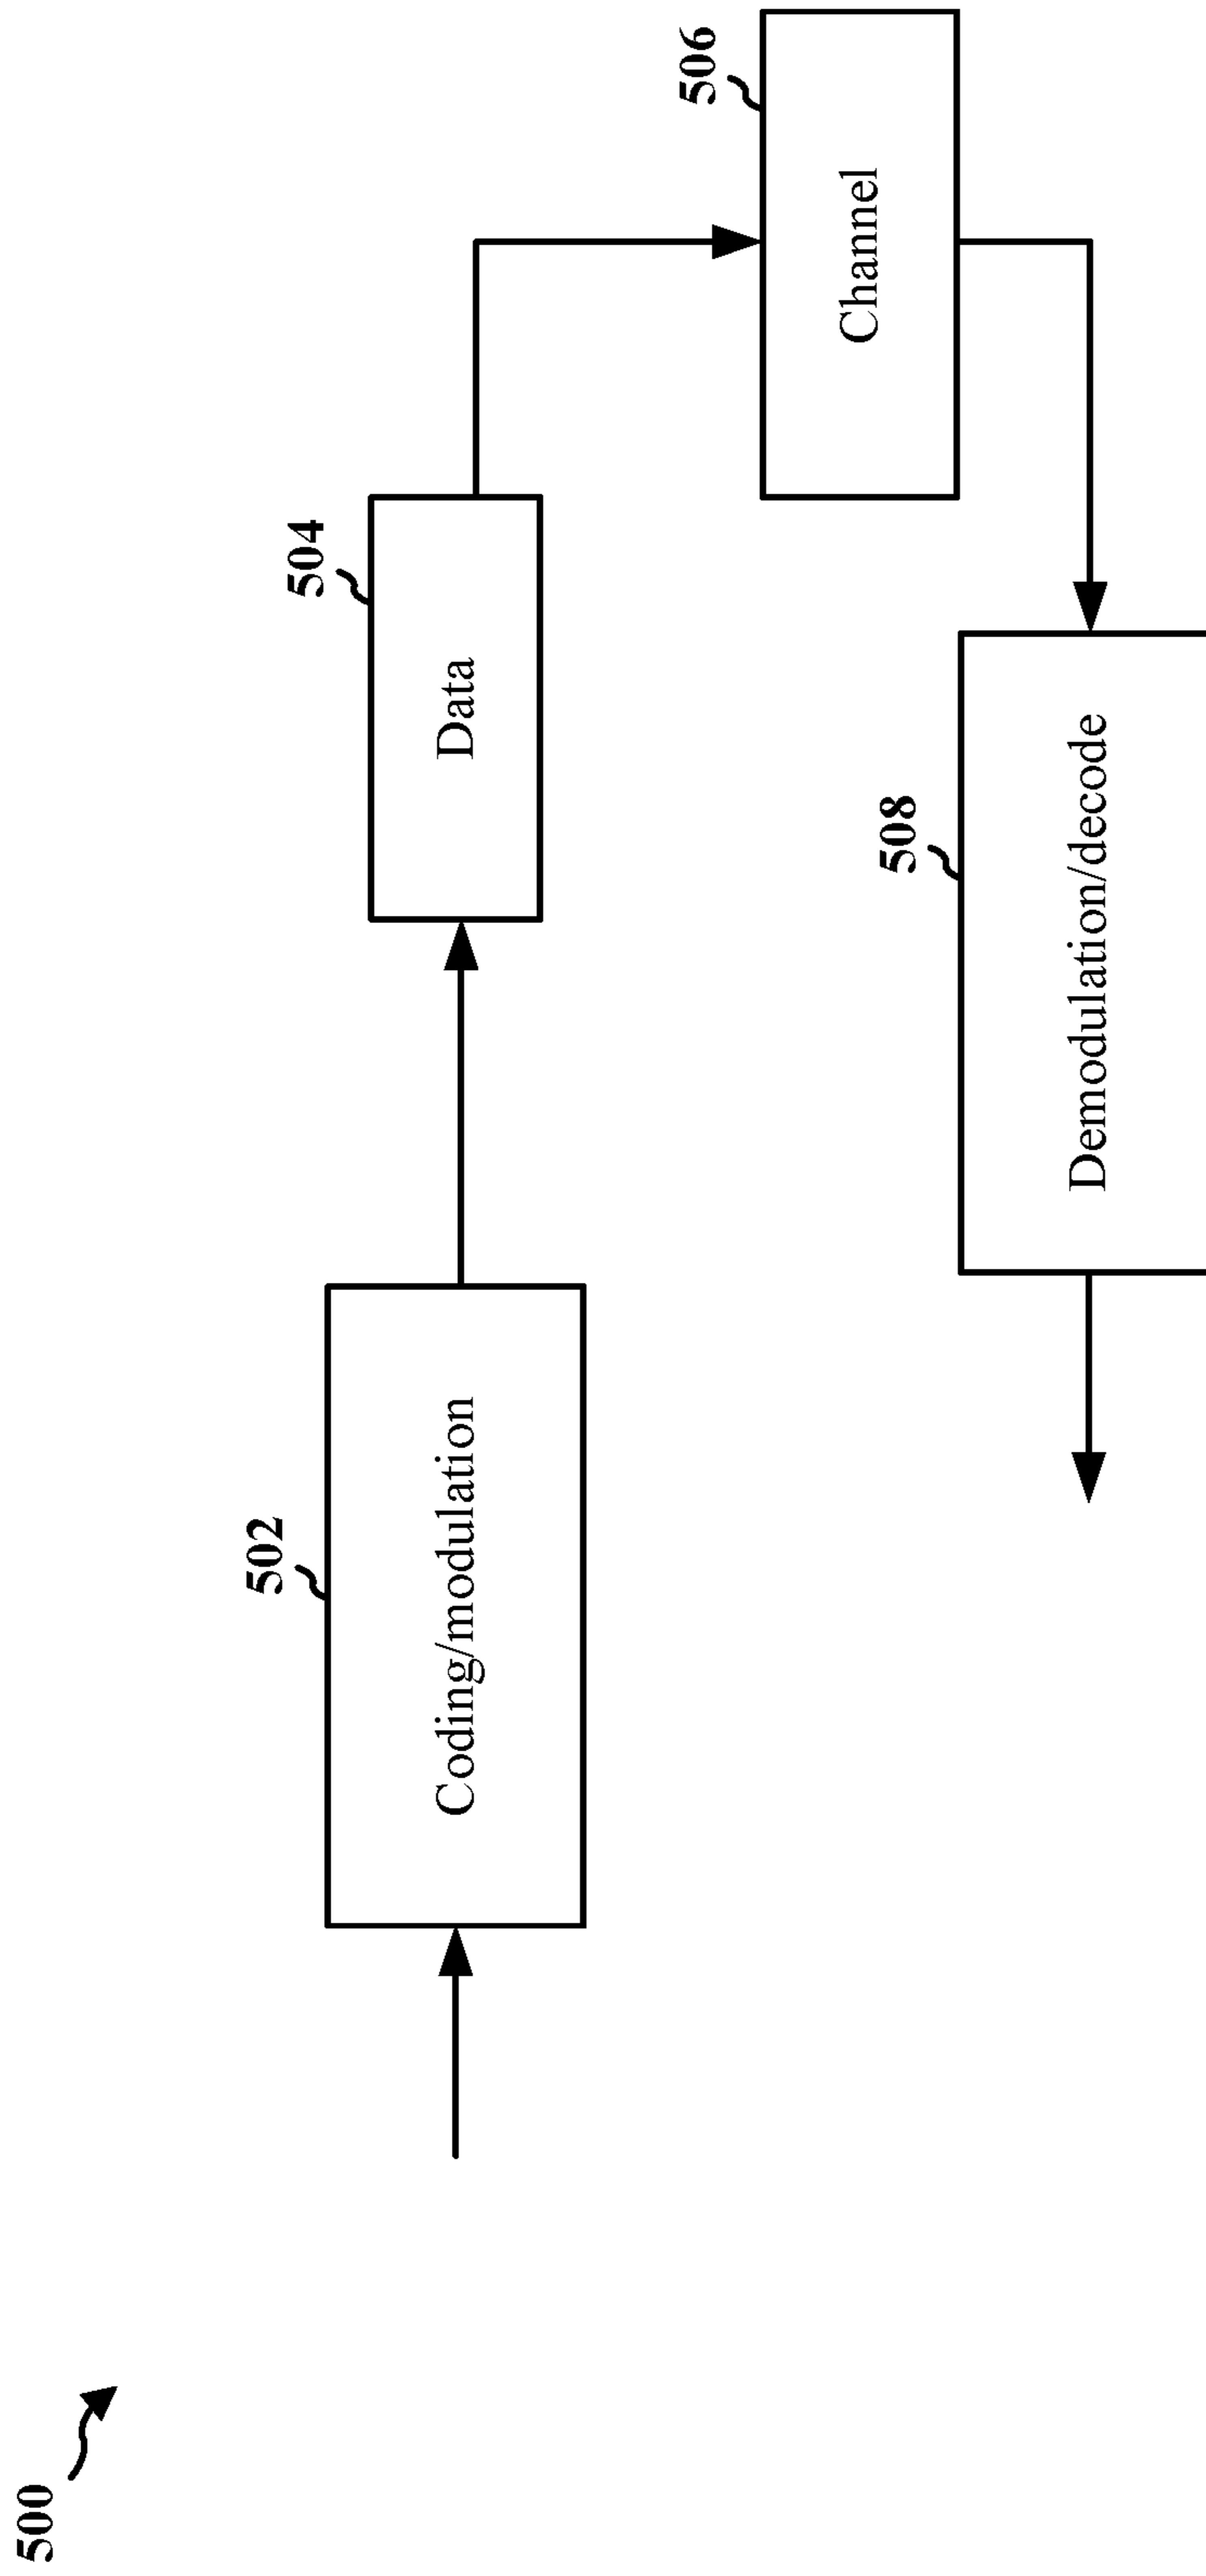 500
502
Coding/modulation
504
Data
506
Channel
508
Demodulation/decode